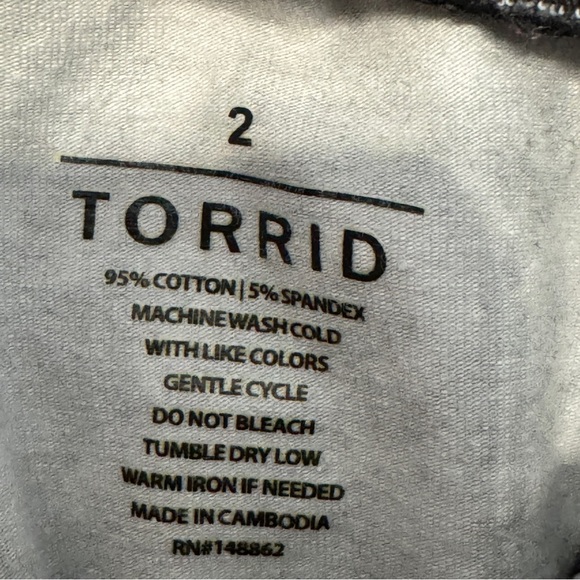 2
TORRID
95% COTTON | 5% SPANDEX
MACHINE WASH COLD
WITH LIKE COLORS
GENTLE CYCLE
DO NOT BLEACH
TUMBLE DRY LOW
WARM IRON IF NEEDED
MADE IN CAMBODIA
RN#148862